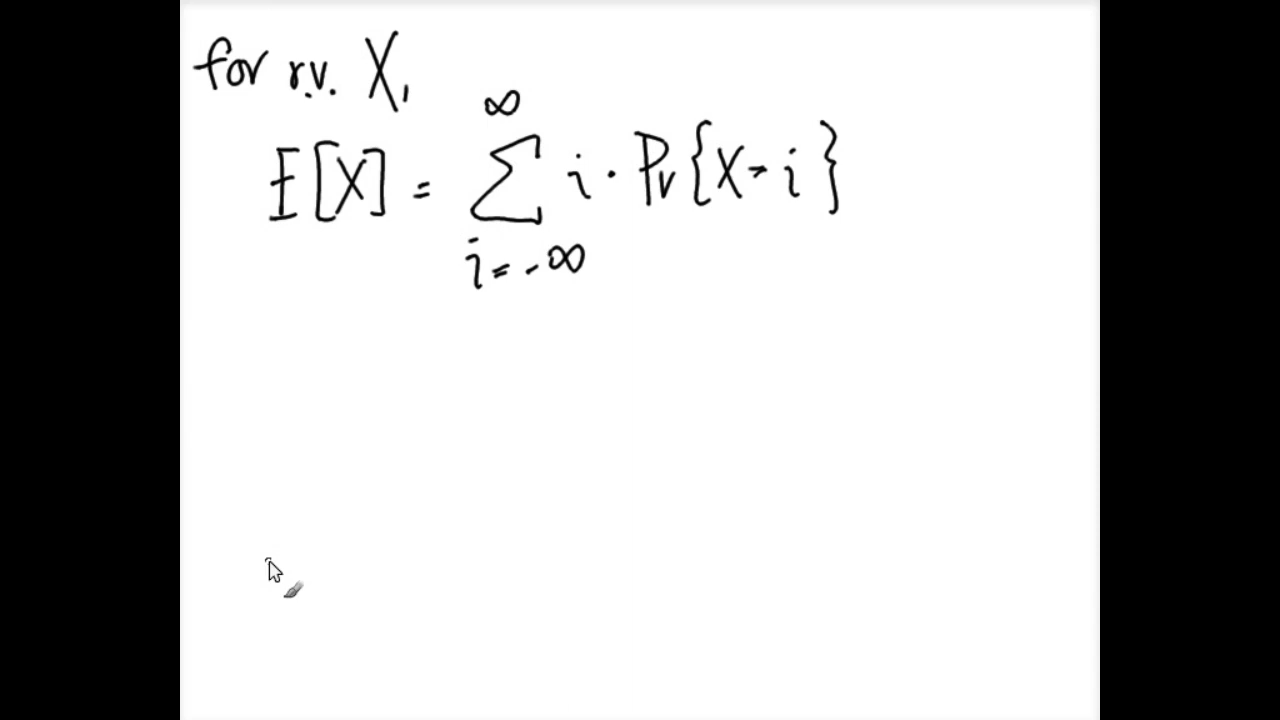 for r.v. X,
E[X] = ∞ ∑ i=-∞ i · Pr{X = i}